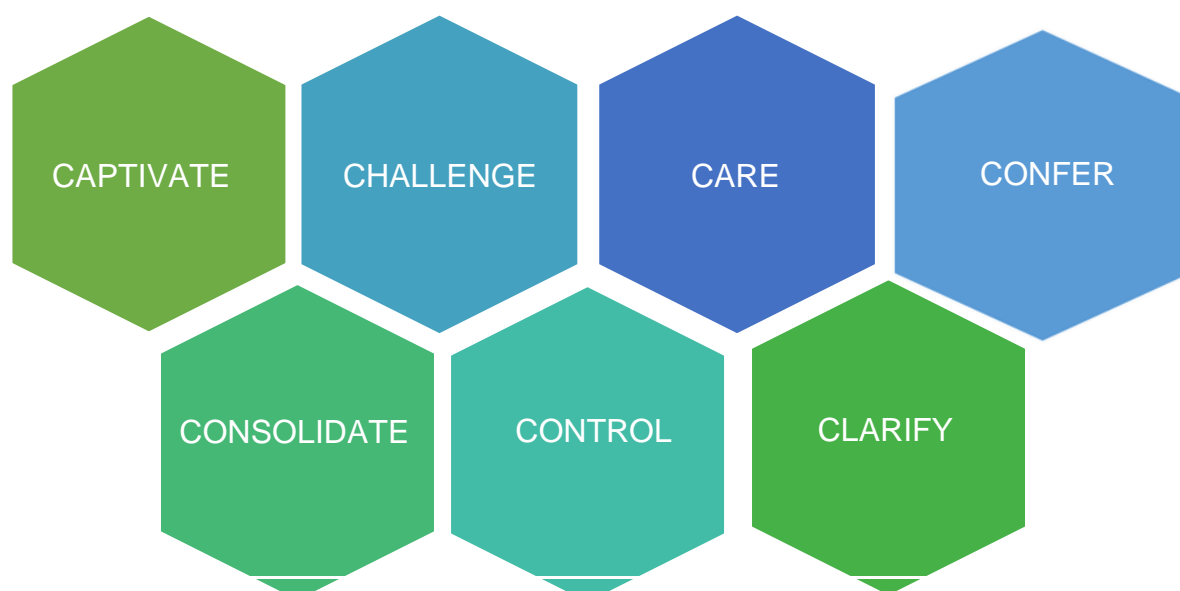 CAPTIVATE
CHALLENGE
CARE
CONFER
CONSOLIDATE
CONTROL
CLARIFY